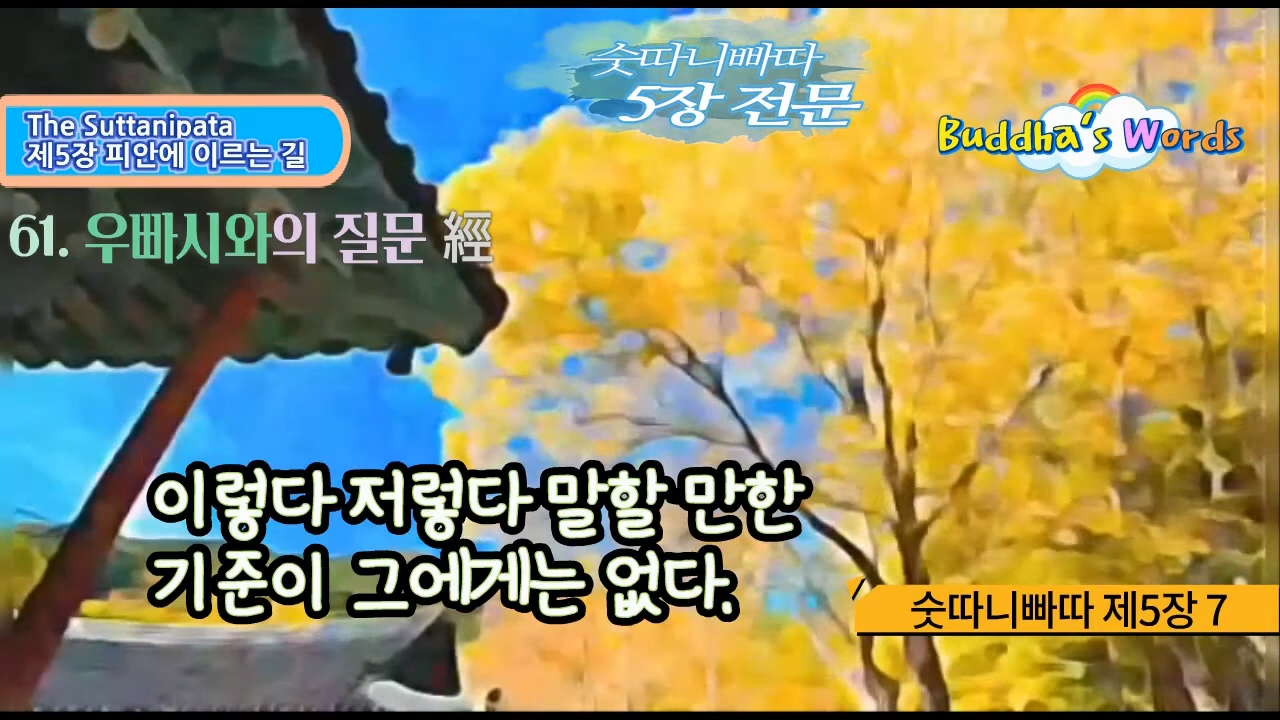 숫따니빠따
5장 전문
The Suttanipata
제5장 피안에 이르는 길
Buddha's Words
61. 우빠시와의 질문 經
이렇다 저렇다 말할 만한
기준이 그에게는 없다.
숫따니빠따 제5장 7